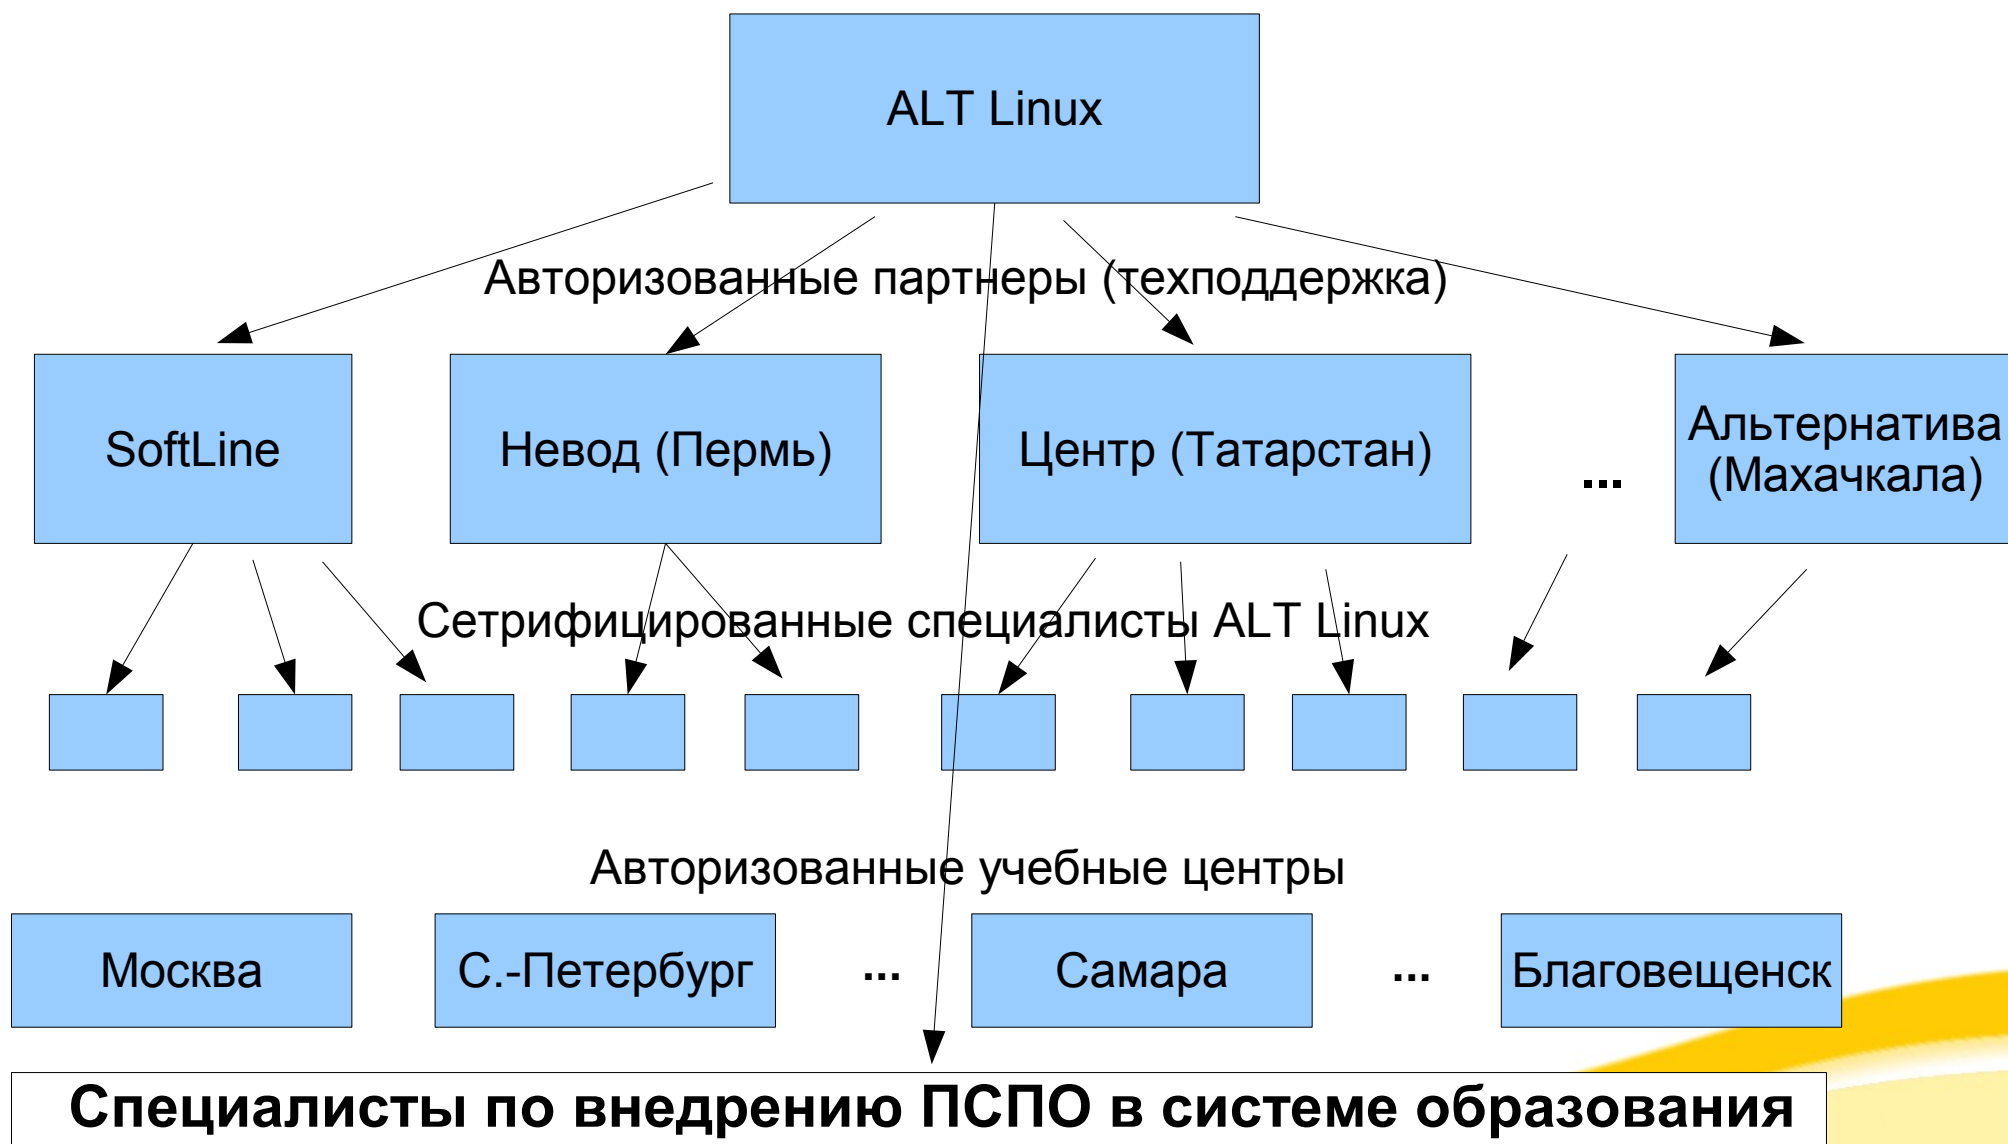 ALT Linux
Авторизованные партнеры (техподдержка)
SoftLine
Невод (Пермь)
Центр (Татарстан)
...
Альтернатива
(Махачкала)
Сетрифицированные специалисты ALT Linux
Авторизованные учебные центры
Москва
С.-Петербург
...
Самара
...
Благовещенск
Специалисты по внедрению ПСПО в системе образования